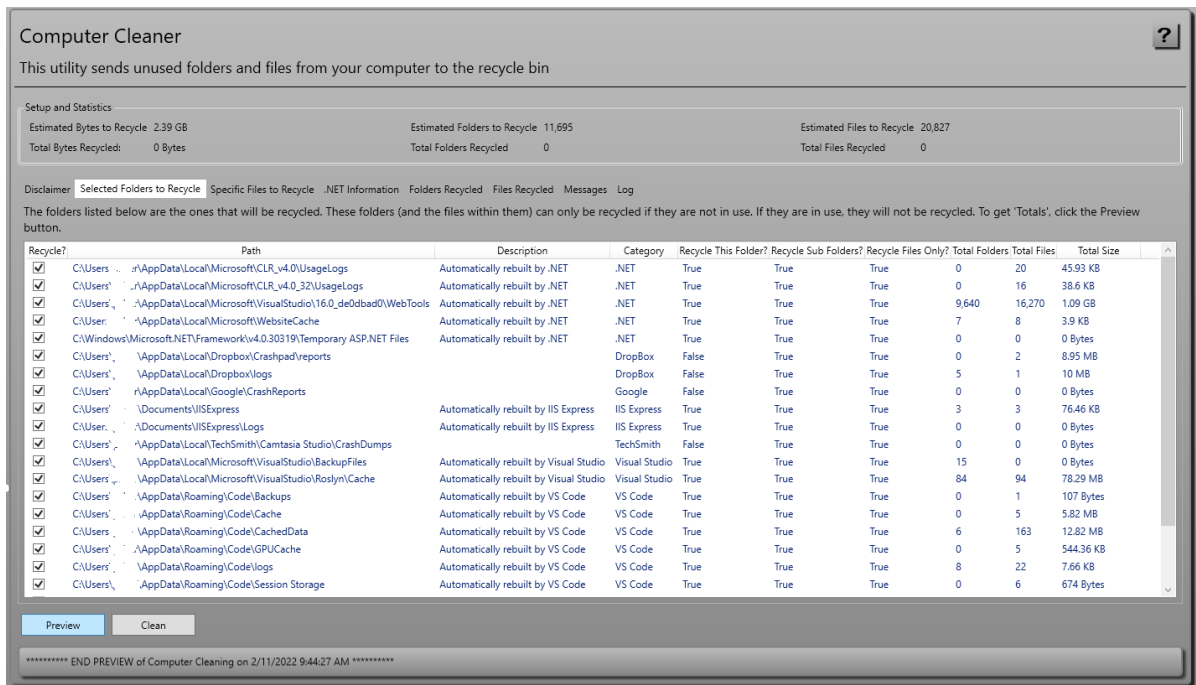 Computer Cleaner
?
This utility sends unused folders and files from your computer to the recycle bin
Setup and Statistics
Estimated Bytes to Recycle 2.39 GB Estimated Folders to Recycle 11,695 Estimated Files to Recycle 20,827
Total Bytes Recycled: 0 Bytes Total Folders Recycled 0 Total Files Recycled 0
Disclaimer Selected Folders to Recycle Specific Files to Recycle .NET Information Folders Recycled Files Recycled Messages Log
The folders listed below are the ones that will be recycled. These folders (and the files within them) can only be recycled if they are not in use. If they are in use, they will not be recycled. To get 'Totals', click the Preview
button.
Recycle? Path Description Category Recycle This Folder? Recycle Sub Folders? Recycle Files Only? Total Folders Total Files Total Size
C:\Users r\AppData\Local\Microsoft\CLR_v4.0\UsageLogs Automatically rebuilt by .NET .NET True True True 0 20 45.93 KB
C:\Users\ r\AppData\Local\Microsoft\CLR_v4.0_32\UsageLogs Automatically rebuilt by .NET .NET True True True 0 16 38.6 KB
C:\Users\ \AppData\Local\Microsoft\VisualStudio\16.0_de0dbad0\WebTools Automatically rebuilt by .NET .NET True True True 9,640 16,270 1.09 GB
C:\User \AppData\Local\Microsoft\WebsiteCache Automatically rebuilt by .NET .NET True True True 7 8 3.9 KB
C:\Windows\Microsoft.NET\Framework\v4.0.30319\Temporary ASP.NET Files Automatically rebuilt by .NET .NET True True True 0 0 0 Bytes
C:\Users\ \AppData\Local\Dropbox\Crashpad\reports DropBox False True True 0 2 8.95 MB
C:\Users\ \AppData\Local\Dropbox\logs DropBox False True True 5 1 10 MB
C:\Users\ r\AppData\Local\Google\CrashReports Google False True True 0 0 0 Bytes
C:\Users \Documents\IISExpress Automatically rebuilt by IIS Express IIS Express True True True 3 3 76.46 KB
C:\User \Documents\IISExpress\Logs Automatically rebuilt by IIS Express IIS Express True True True 0 0 0 Bytes
C:\Users\ \AppData\Local\TechSmith\Camtasia Studio\CrashDumps TechSmith False True True 0 0 0 Bytes
C:\Users\ \AppData\Local\Microsoft\VisualStudio\BackupFiles Automatically rebuilt by Visual Studio Visual Studio True True True 15 0 0 Bytes
C:\Users\ \AppData\Local\Microsoft\VisualStudio\Roslyn\Cache Automatically rebuilt by Visual Studio Visual Studio True True True 84 94 78.29 MB
C:\Users \AppData\Roaming\Code\Backups Automatically rebuilt by VS Code VS Code True True True 0 1 107 Bytes
C:\Users \AppData\Roaming\Code\Cache Automatically rebuilt by VS Code VS Code True True True 0 5 5.82 MB
C:\Users\ \AppData\Roaming\Code\CachedData Automatically rebuilt by VS Code VS Code True True True 6 163 12.82 MB
C:\Users\ \AppData\Roaming\Code\GPUCache Automatically rebuilt by VS Code VS Code True True True 0 5 544.36 KB
C:\Users \AppData\Roaming\Code\logs Automatically rebuilt by VS Code VS Code True True True 8 22 7.66 KB
C:\Users\ \AppData\Roaming\Code\Session Storage Automatically rebuilt by VS Code VS Code True True True 0 6 674 Bytes
Preview Clean
********** END PREVIEW of Computer Cleaning on 2/11/2022 9:44:27 AM **********